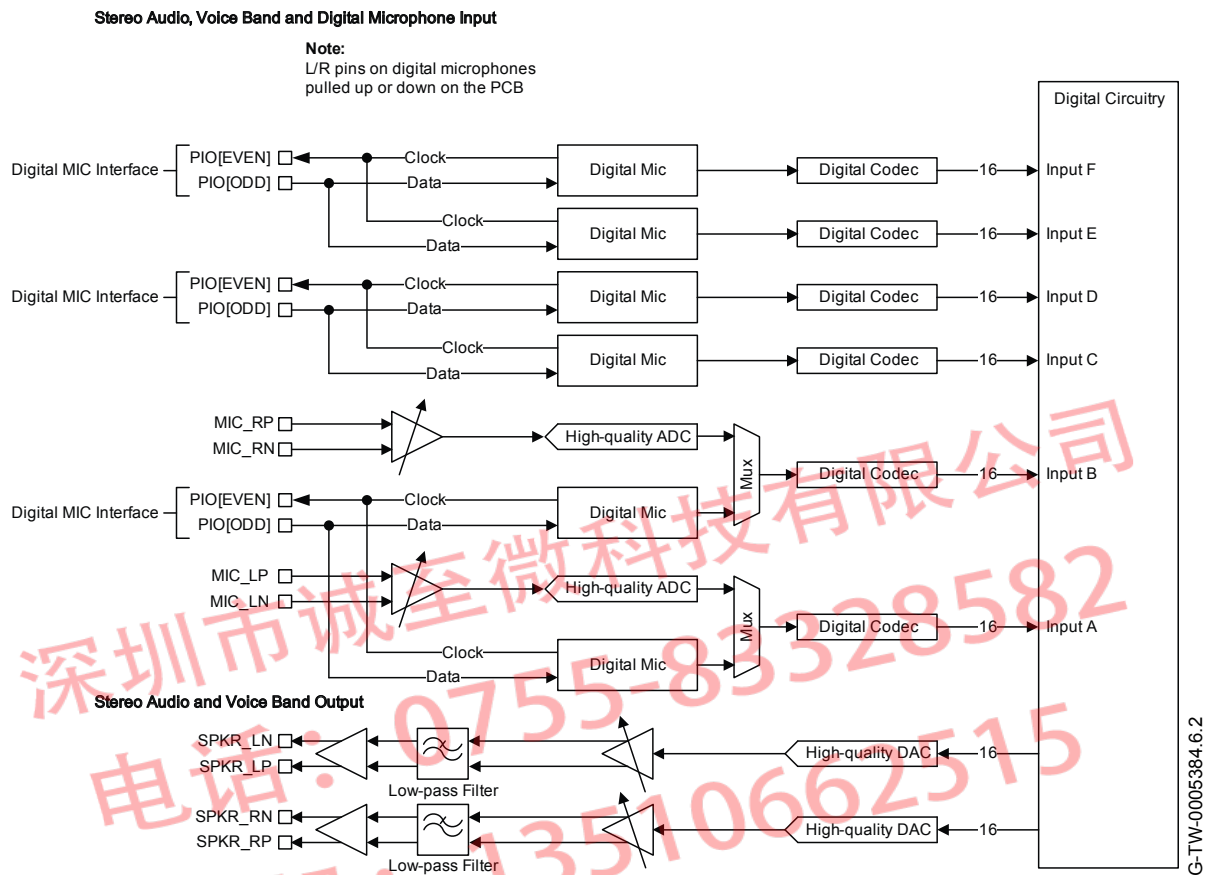 Stereo Audio, Voice Band and Digital Microphone Input
Note:
L/R pins on digital microphones
pulled up or down on the PCB
Digital Circuitry
Digital MIC Interface
PIO[EVEN]
PIO[ODD]
Clock
Data
Digital Mic
Digital Codec
16
Input F
Clock
Data
Digital Mic
Digital Codec
16
Input E
Digital MIC Interface
PIO[EVEN]
PIO[ODD]
Clock
Data
Digital Mic
Digital Codec
16
Input D
Clock
Data
Digital Mic
Digital Codec
16
Input C
MIC_RP
MIC_RN
High-quality ADC
Mux
Digital Codec
16
Input B
Digital MIC Interface
PIO[EVEN]
PIO[ODD]
Clock
Data
Digital Mic
MIC_LP
MIC_LN
High-quality ADC
Mux
Digital Codec
16
Input A
Clock
Data
Digital Mic
Stereo Audio and Voice Band Output
SPKR_LN
SPKR_LP
Low-pass Filter
High-quality DAC
16
SPKR_RN
SPKR_RP
Low-pass Filter
High-quality DAC
16
G-TW-0005384.6.2
深圳市诚至微科技有限公司
电话：0755-83328582
13510662515